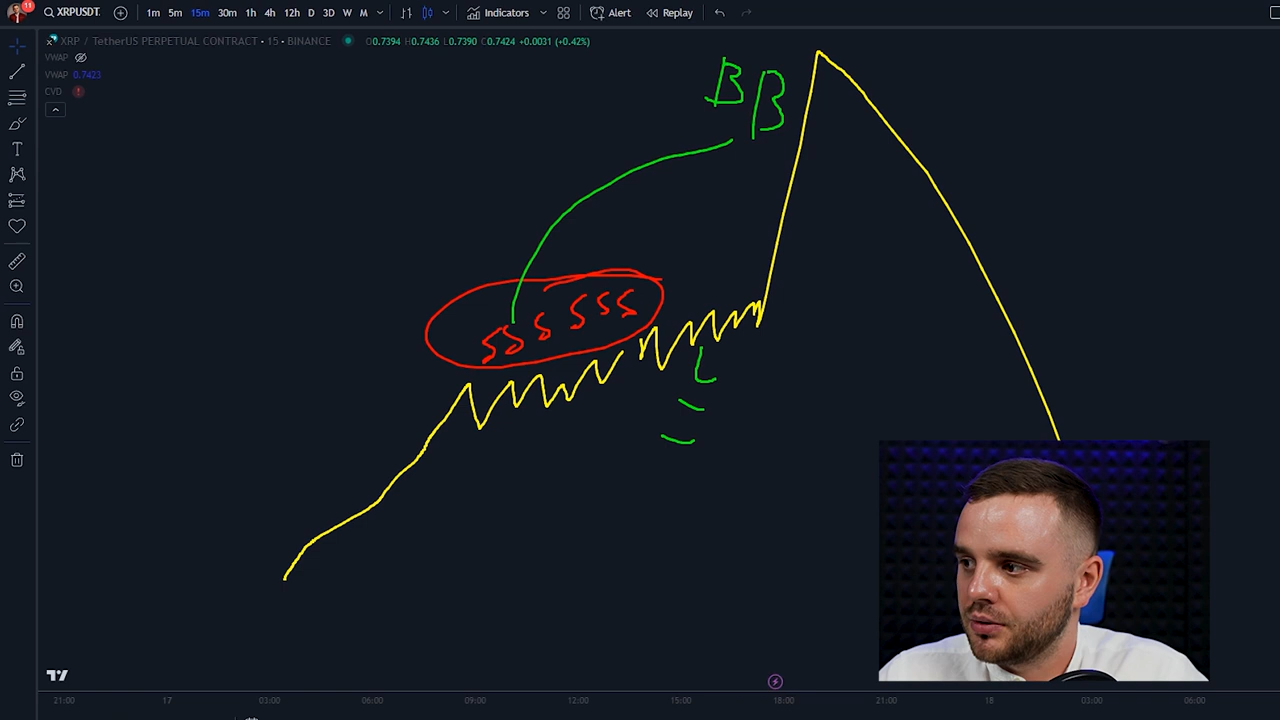 11
XRPUSDT 1m 5m 15m 30m 1h 4h 12h D 3D W M Indicators Alert Replay
XRP / TetherUS PERPETUAL CONTRACT · 15 · BINANCE O0.7394 H0.7436 L0.7390 C0.7424 +0.0031 (+0.42%)
VWAP
VWAP 0.7423
CVD !
B B
S S S S S S
L
21:00 17 03:00 06:00 09:00 12:00 15:00 18:00 21:00 18 03:00 06:00